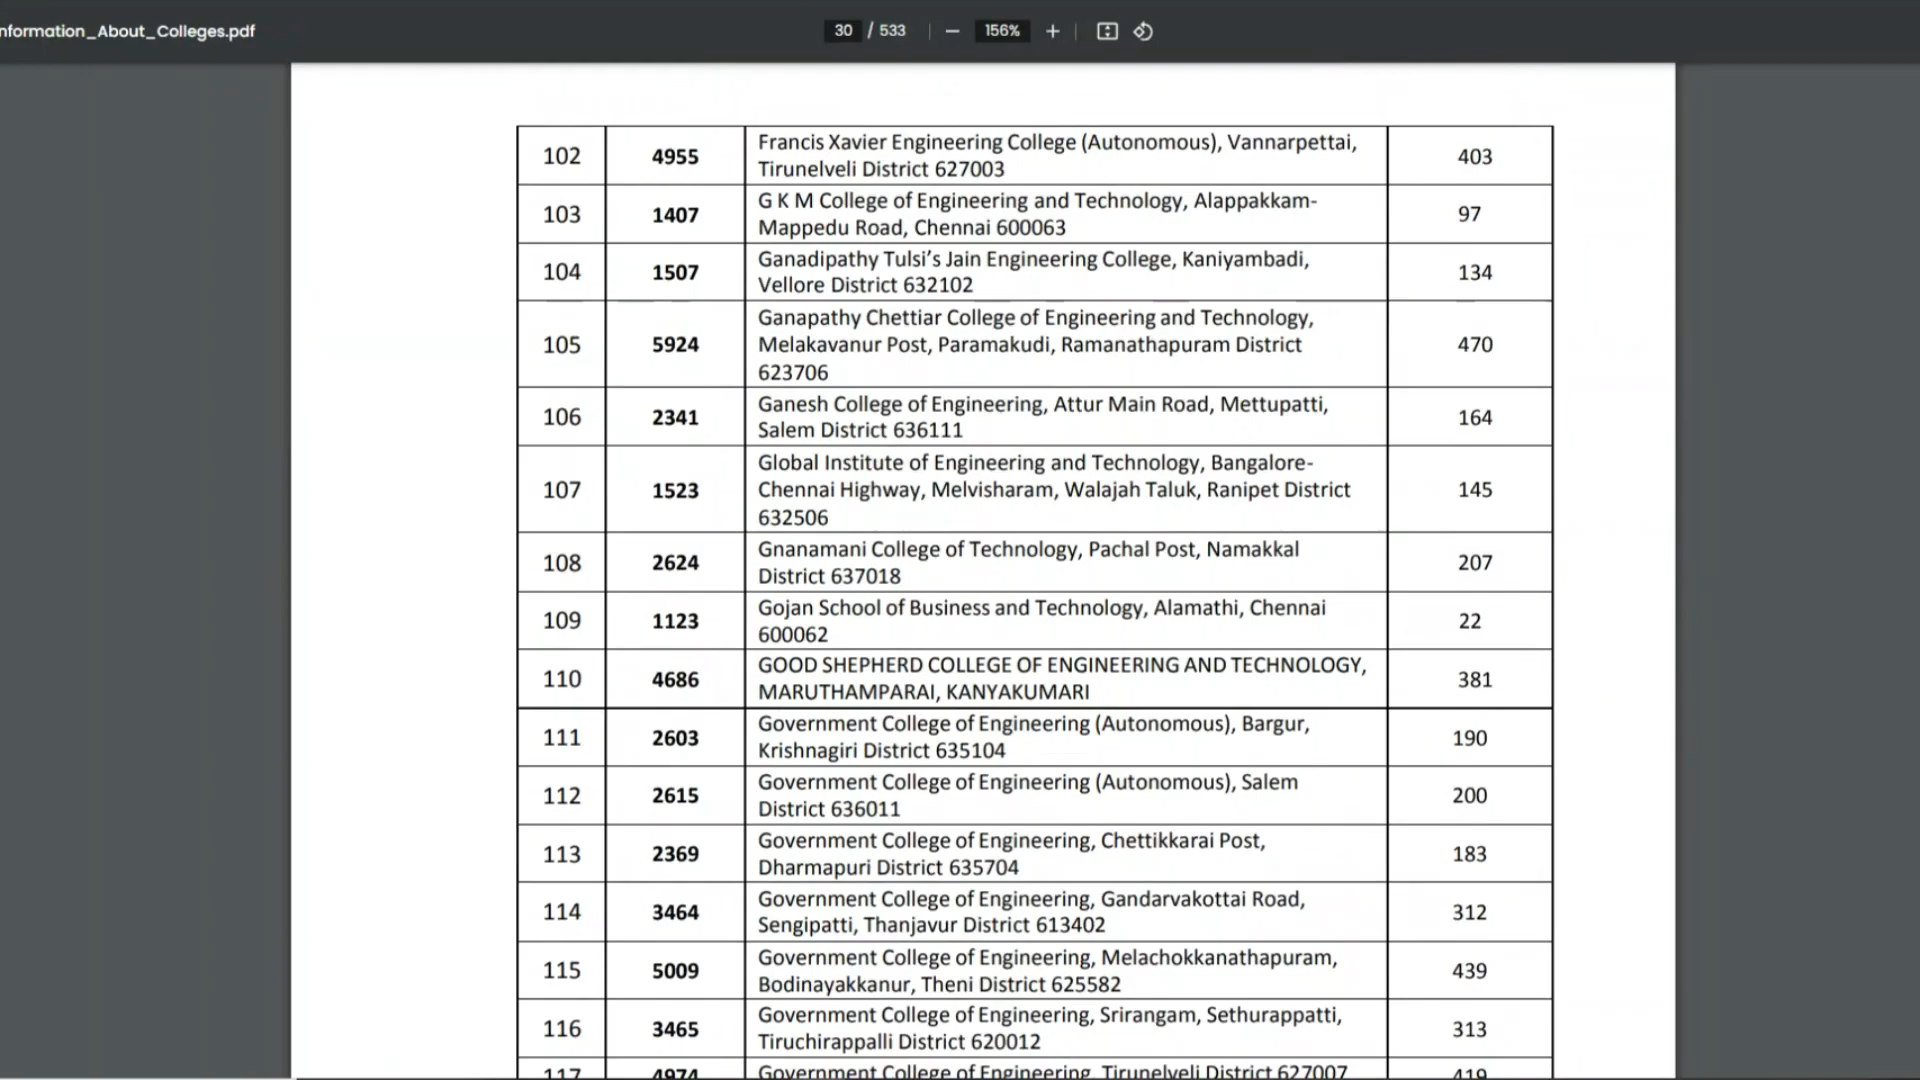 nformation_About_Colleges.pdf
30 / 533
156%
102 4955 Francis Xavier Engineering College (Autonomous), Vannarpettai, 403
Tirunelveli District 627003
103 1407 G K M College of Engineering and Technology, Alappakkam- 97
Mappedu Road, Chennai 600063
104 1507 Ganadipathy Tulsi’s Jain Engineering College, Kaniyambadi, 134
Vellore District 632102
Ganapathy Chettiar College of Engineering and Technology,
105 5924 Melakavanur Post, Paramakudi, Ramanathapuram District 470
623706
106 2341 Ganesh College of Engineering, Attur Main Road, Mettupatti, 164
Salem District 636111
Global Institute of Engineering and Technology, Bangalore-
107 1523 Chennai Highway, Melvisharam, Walajah Taluk, Ranipet District 145
632506
108 2624 Gnanamani College of Technology, Pachal Post, Namakkal 207
District 637018
109 1123 Gojan School of Business and Technology, Alamathi, Chennai 22
600062
110 4686 GOOD SHEPHERD COLLEGE OF ENGINEERING AND TECHNOLOGY, 381
MARUTHAMPARAI, KANYAKUMARI
111 2603 Government College of Engineering (Autonomous), Bargur, 190
Krishnagiri District 635104
112 2615 Government College of Engineering (Autonomous), Salem 200
District 636011
113 2369 Government College of Engineering, Chettikkarai Post, 183
Dharmapuri District 635704
114 3464 Government College of Engineering, Gandarvakottai Road, 312
Sengipatti, Thanjavur District 613402
115 5009 Government College of Engineering, Melachokkanathapuram, 439
Bodinayakkanur, Theni District 625582
116 3465 Government College of Engineering, Srirangam, Sethurappatti, 313
Tiruchirappalli District 620012
117 4974 Government College of Engineering, Tirunelveli District 627007 419